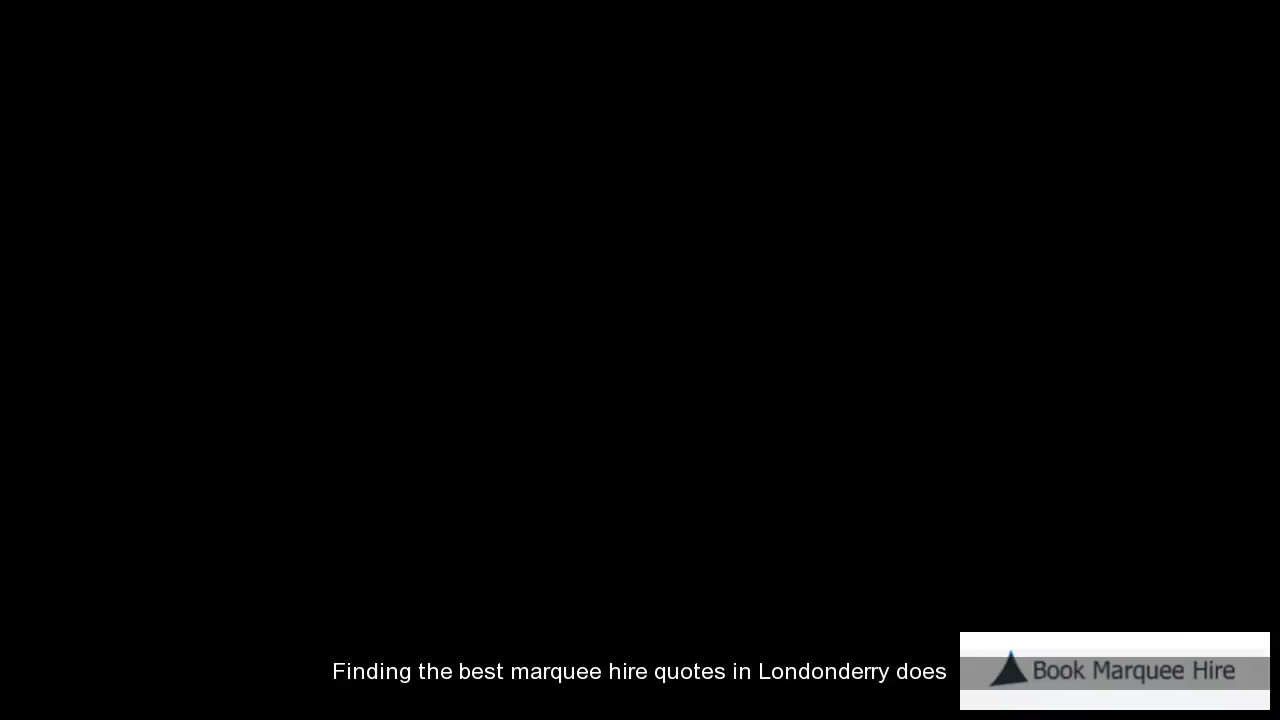 Finding the best marquee hire quotes in Londonderry does
Book Marquee Hire